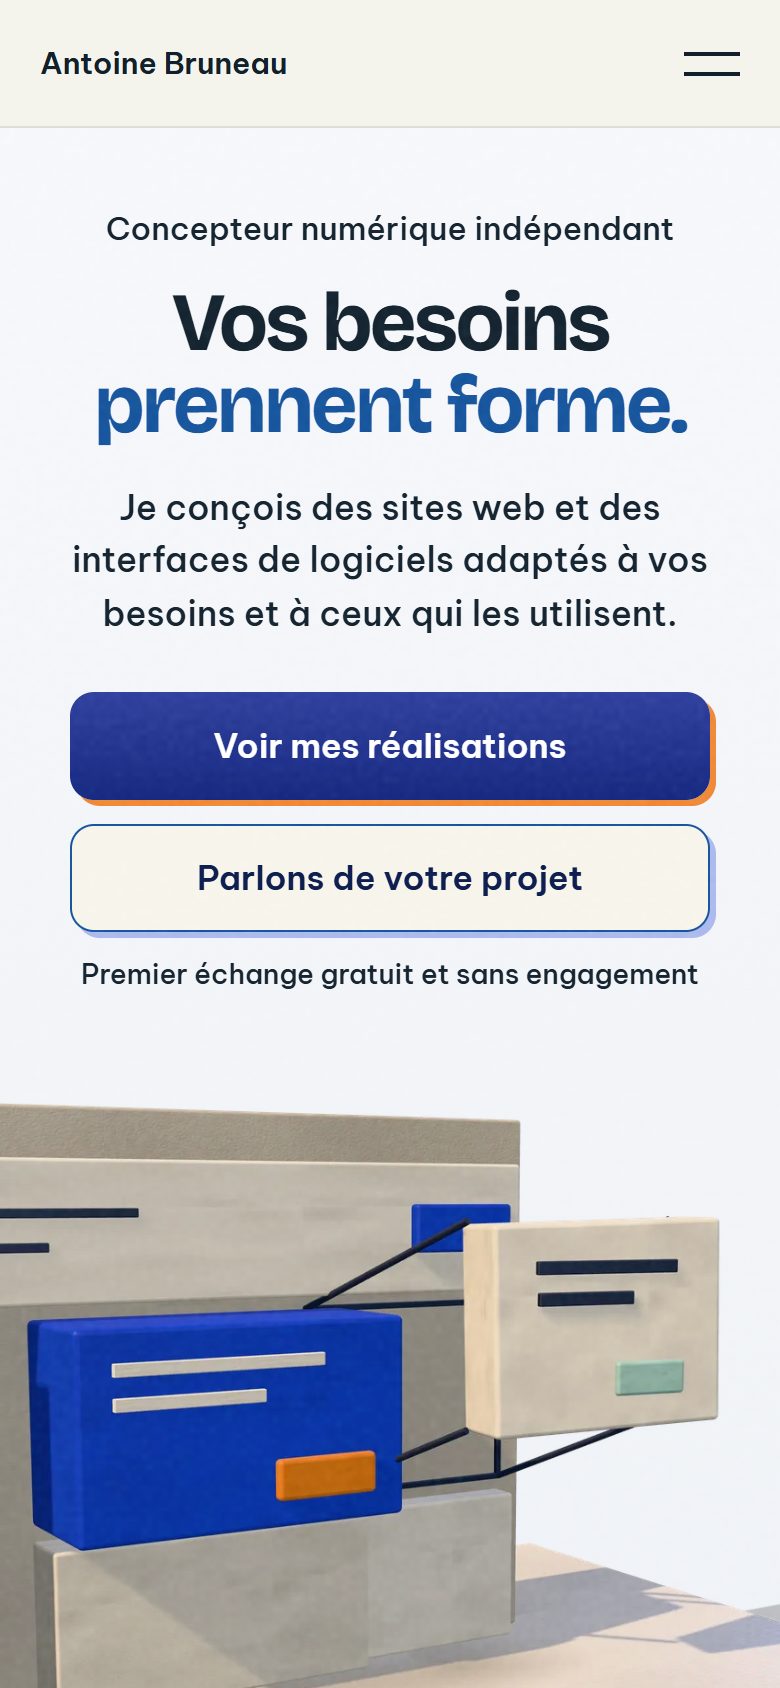 Antoine Bruneau
Concepteur numérique indépendant
Vos besoins
prennent forme.
Je conçois des sites web et des
interfaces de logiciels adaptés à vos
besoins et à ceux qui les utilisent.
Voir mes réalisations
Parlons de votre projet
Premier échange gratuit et sans engagement